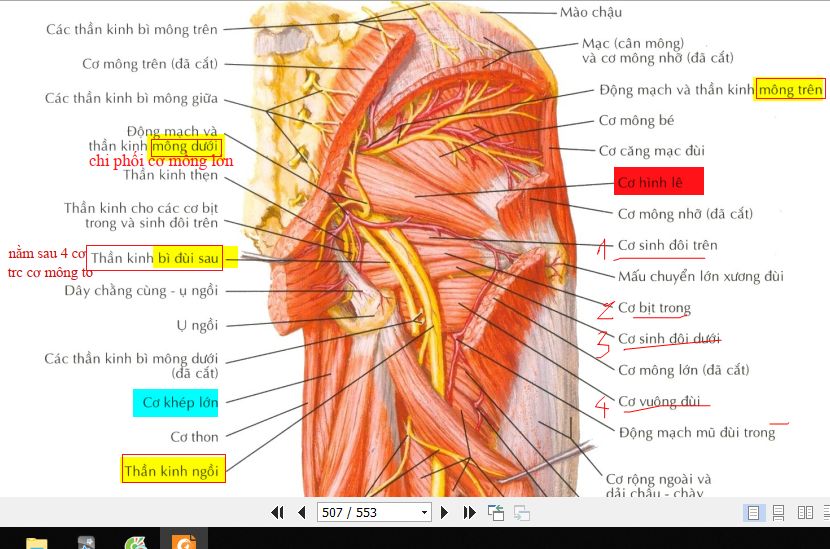 Các thần kinh bì mông trên
Cơ mông trên (đã cắt)
Các thần kinh bì mông giữa
Động mạch và
thần kinh mông dưới
chi phối cơ mông lớn
Thần kinh thẹn
Thần kinh cho các cơ bịt
trong và sinh đôi trên
nằm sau 4 cơ
trc cơ mông to
Thần kinh bì đùi sau
Dây chằng cùng - ụ ngồi
Ụ ngồi
Các thần kinh bì mông dưới
(đã cắt)
Cơ khép lớn
Cơ thon
Thần kinh ngồi
Mào chậu
Mạc (cân mông)
và cơ mông nhỡ (đã cắt)
Động mạch và thần kinh mông trên
Cơ mông bé
Cơ căng mạc đùi
Cơ hình lê
Cơ mông nhỡ (đã cắt)
1 Cơ sinh đôi trên
Mấu chuyển lớn xương đùi
2 Cơ bịt trong
3 Cơ sinh đôi dưới
Cơ mông lớn (đã cắt)
4 Cơ vuông đùi
Động mạch mũ đùi trong
Cơ rộng ngoài và
dải chậu - chày
507 / 553